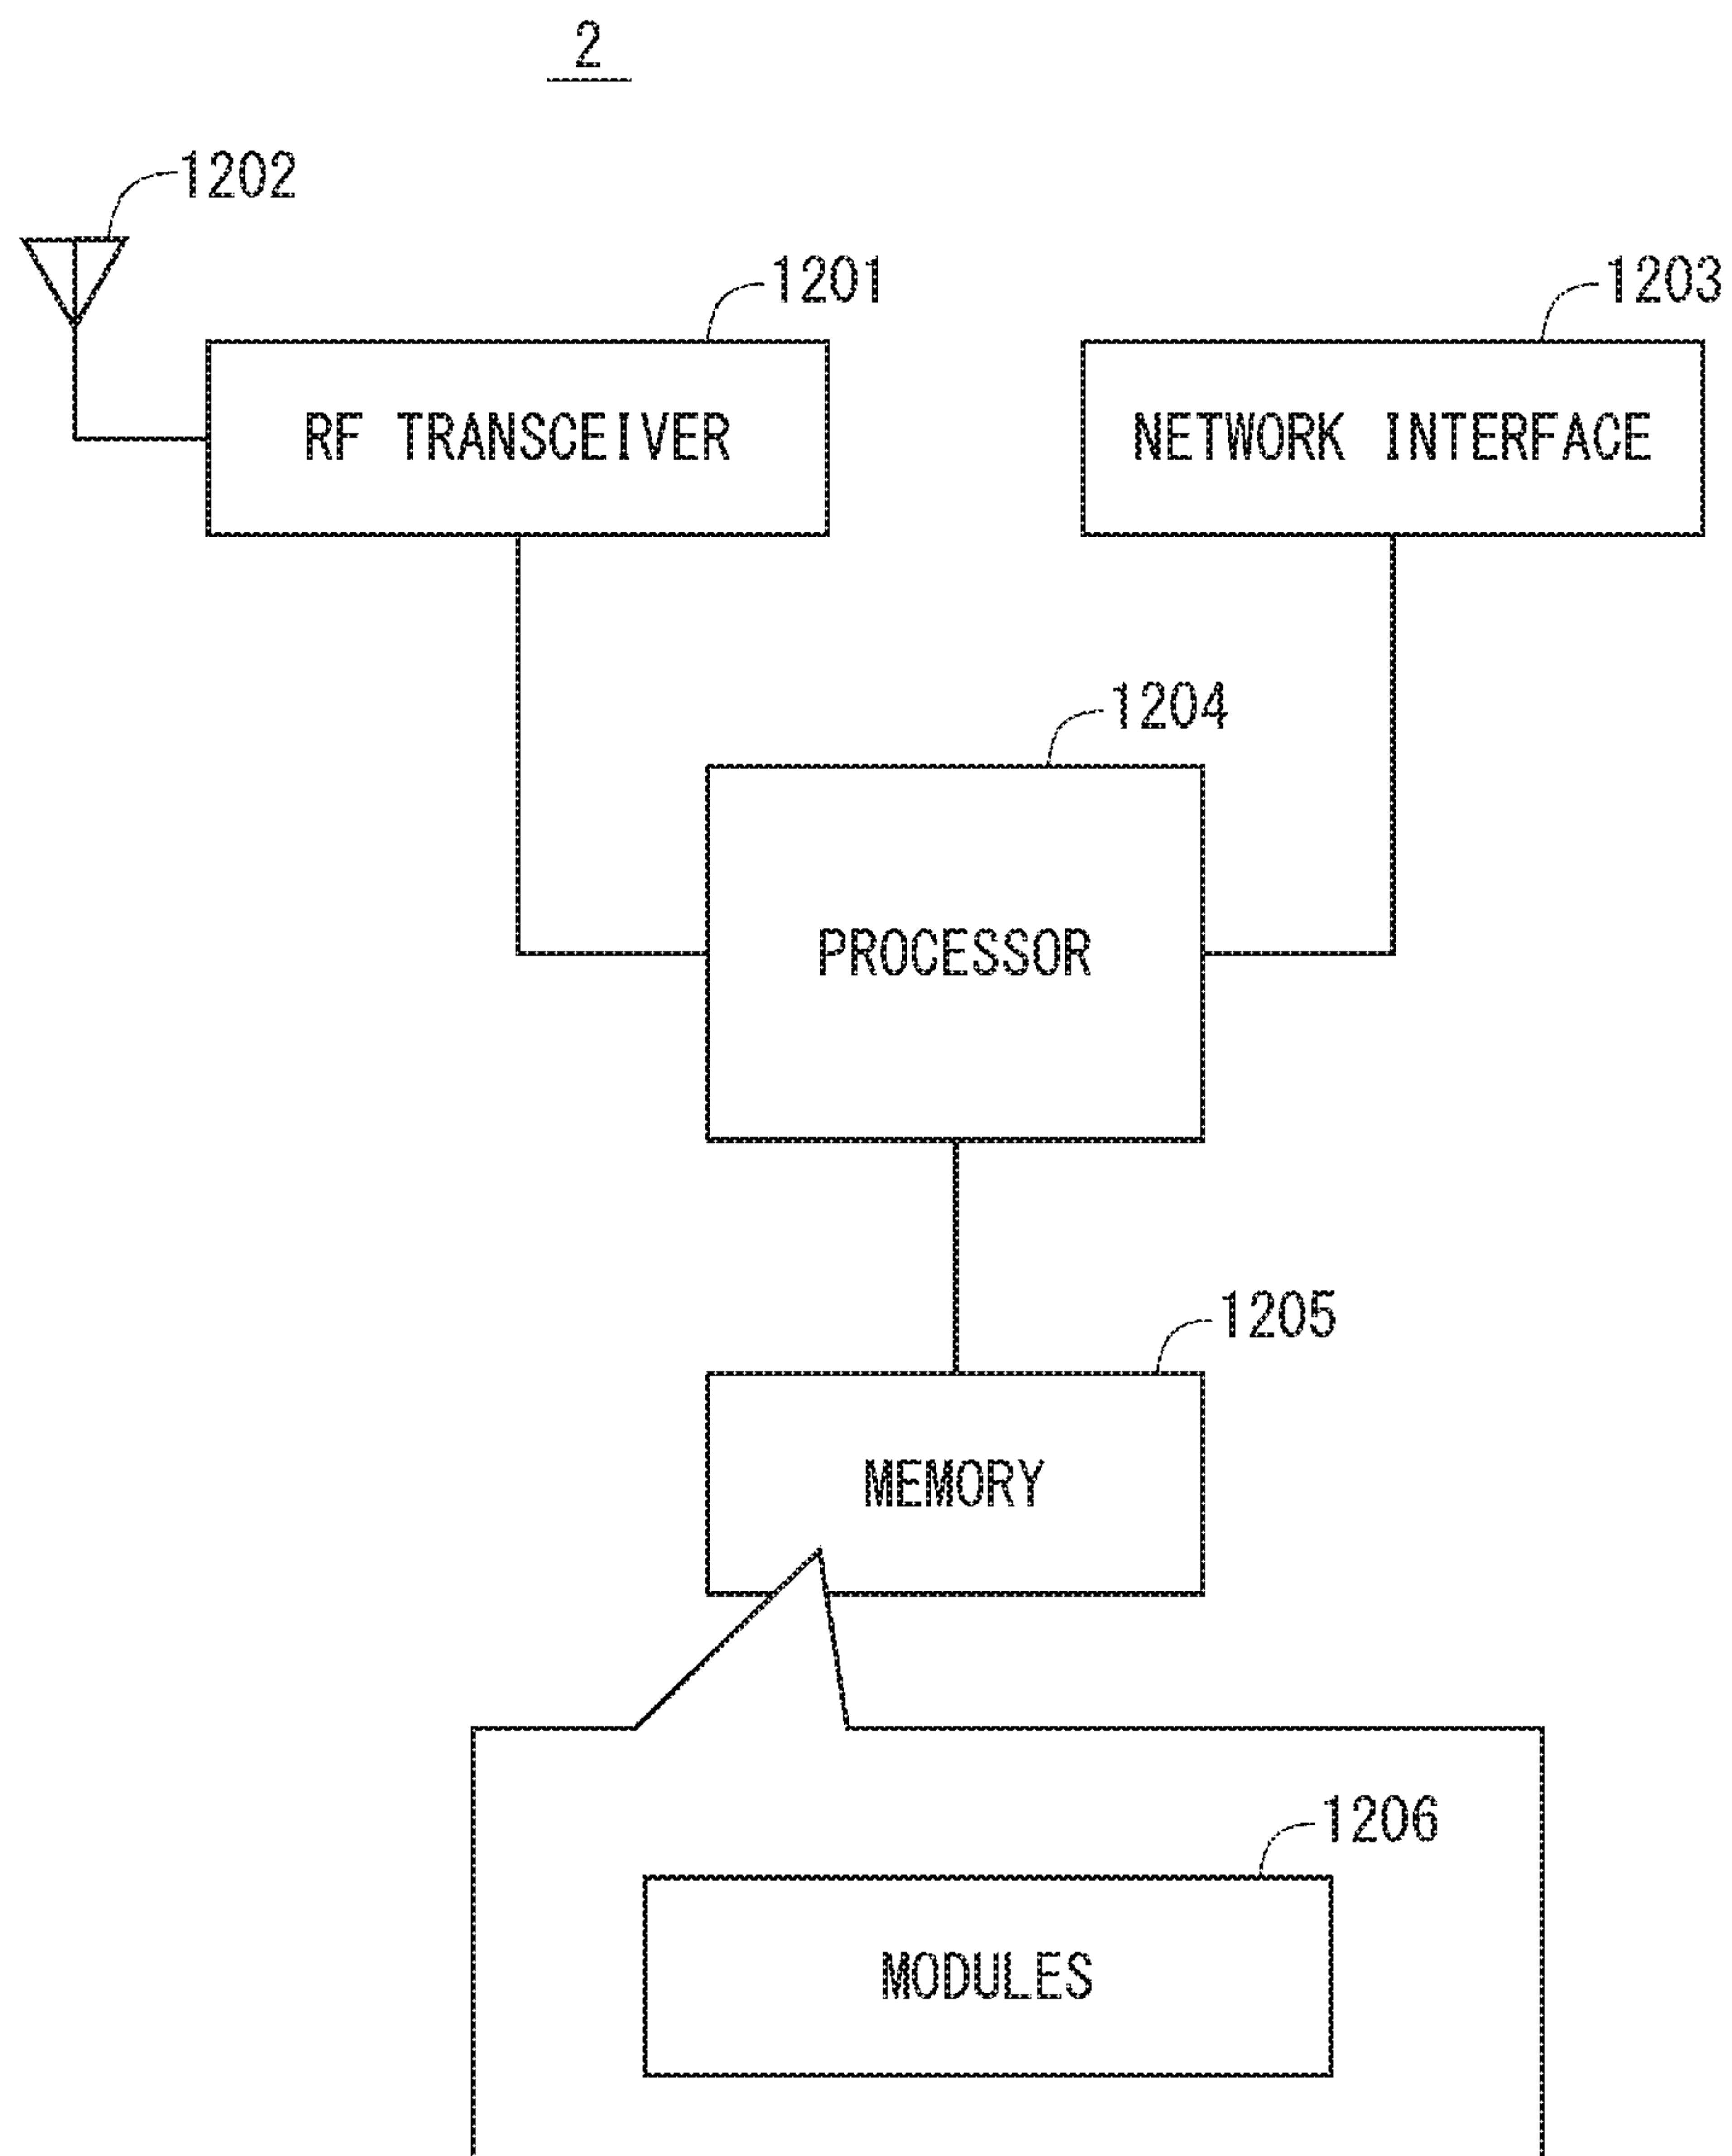 2
1202
1201
1203
RF TRANSCEIVER
NETWORK INTERFACE
1204
PROCESSOR
1205
MEMORY
1206
MODULES